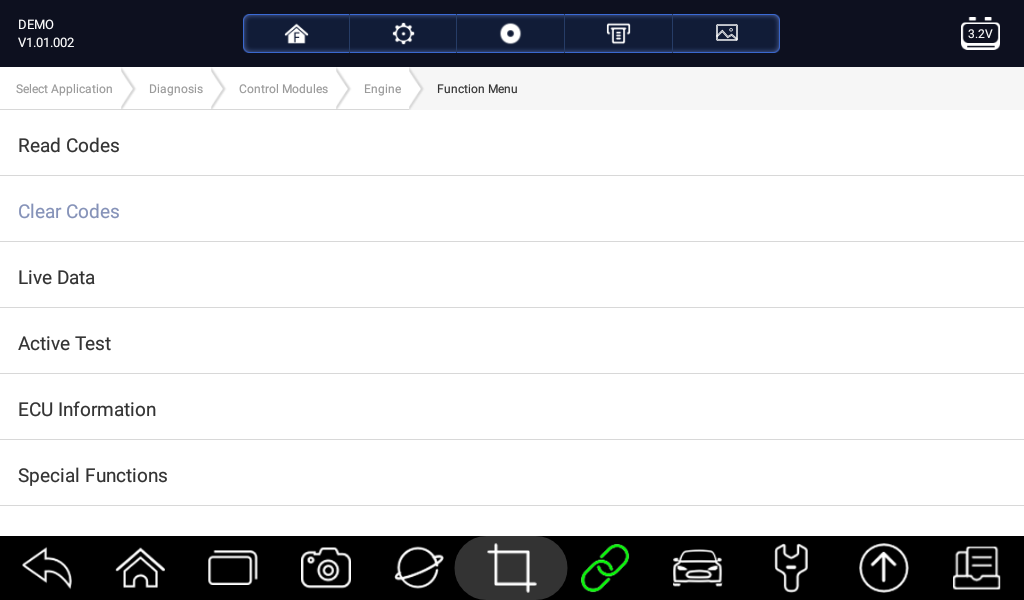 DEMO
V1.01.002
F
3.2V
Select Application
Diagnosis
Control Modules
Engine
Function Menu
Read Codes
Clear Codes
Live Data
Active Test
ECU Information
Special Functions